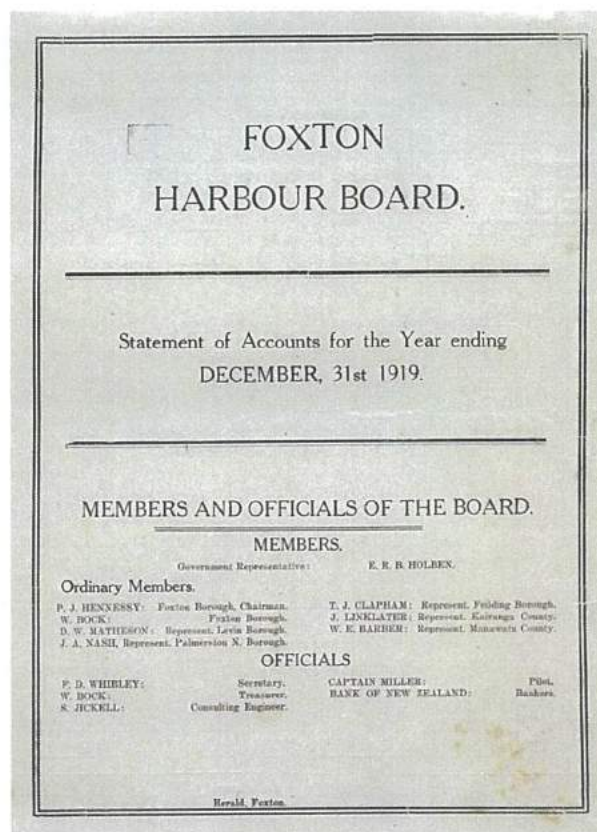 FOXTON
HARBOUR BOARD.
Statement of Accounts for the Year ending
DECEMBER, 31st 1919.
MEMBERS AND OFFICIALS OF THE BOARD.
MEMBERS.
Government Representative: E. R. B. HOLBEN.
Ordinary Members.
P. J. HENNESSY: Foxton Borough, Chairman.
W. BOCK: Foxton Borough.
D. W. MATHESON: Represent. Levin Borough.
J. A. NASH, Represent. Palmerston N. Borough.
T. J. CLAPHAM: Represent. Feilding Borough.
J. LINKLATER: Represent. Kairanga County.
W. E. BARBER: Represent. Manawatu County.
OFFICIALS
F. D. WHIBLEY: Secretary.
W. BOCK: Treasurer.
S. JICKELL: Consulting Engineer.
CAPTAIN MILLER: Pilot.
BANK OF NEW ZEALAND: Bankers.
Herald, Foxton.